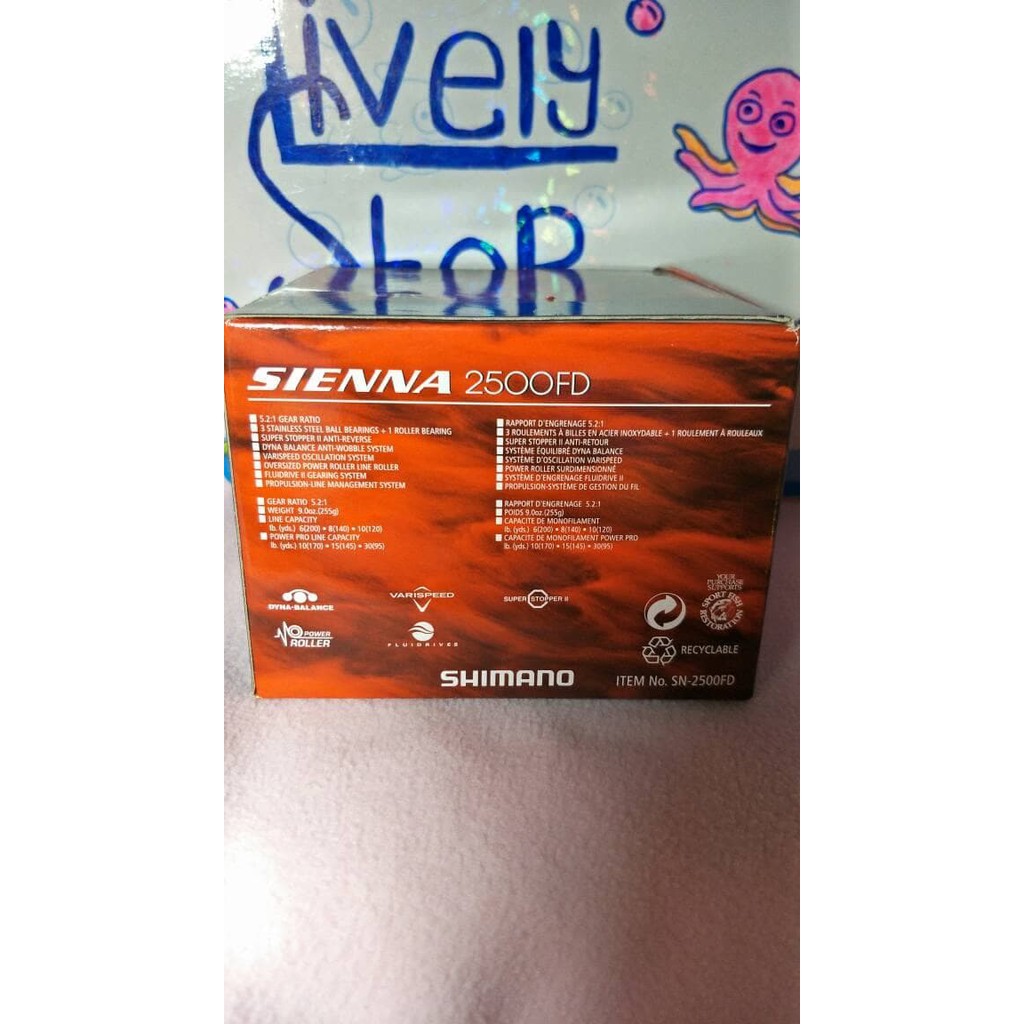 Lively
StoR
SIENNA 2500FD
5.2:1 GEAR RATIO
3 STAINLESS STEEL BALL BEARINGS + 1 ROLLER BEARING
SUPER STOPPER II ANTI-REVERSE
DYNA BALANCE ANTI-WOBBLE SYSTEM
VARISPEED OSCILLATION SYSTEM
OVERSIZED POWER ROLLER LINE ROLLER
FLUIDRIVE II GEARING SYSTEM
PROPULSION-LINE MANAGEMENT SYSTEM
GEAR RATIO 5.2:1
WEIGHT 9.0oz.(255g)
LINE CAPACITY
lb. (yds.) 6(200) • 8(140) • 10(120)
POWER PRO LINE CAPACITY
lb. (yds.) 10(170) • 15(145) • 30(95)
RAPPORT D'ENGRENAGE 5.2:1
3 ROULEMENTS À BILLES EN ACIER INOXYDABLE + 1 ROULEMENT À ROULEAUX
SUPER STOPPER II ANTI-RETOUR
SYSTÈME ÉQUILIBRÉ DYNA BALANCE
SYSTÈME D'OSCILLATION VARISPEED
POWER ROLLER SURDIMENSIONNÉ
SYSTÈME D'ENGRENAGE FLUIDRIVE II
PROPULSION-SYSTÈME DE GESTION DU FIL
RAPPORT D'ENGRENAGE 5.2:1
POIDS 9.0oz.(255g)
CAPACITE DE MONOFILAMENT
lb. (yds.) 6(200) • 8(140) • 10(120)
CAPACITE DE MONOFILAMENT POWER PRO
lb. (yds.) 10(170) • 15(145) • 30(95)
DYNA-BALANCE
VARISPEED
SUPER STOPPER II
POWER
ROLLER
FLUIDRIVE II
YOUR
PURCHASE
SUPPORTS
SPORT FISH
RESTORATION
RECYCLABLE
SHIMANO
ITEM No. SN-2500FD